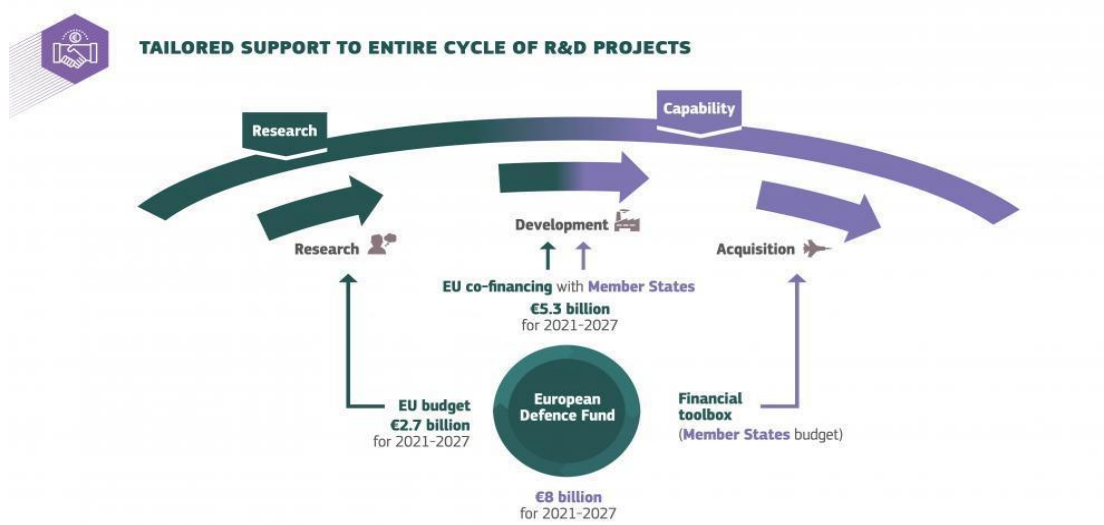 TAILORED SUPPORT TO ENTIRE CYCLE OF R&D PROJECTS
Research
Capability
Research
Development
Acquisition
EU co-financing with Member States
€5.3 billion
for 2021-2027
EU budget
€2.7 billion
for 2021-2027
European
Defence Fund
€8 billion
for 2021-2027
Financial
toolbox
(Member States budget)